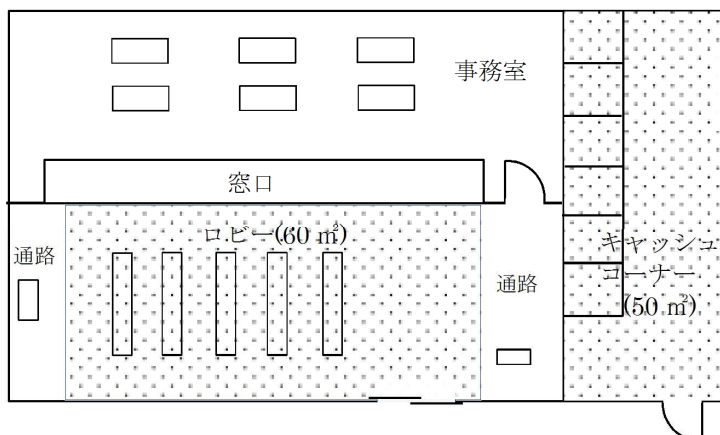 事務室
窓口
ロビー(60 ㎡)
通路
通路
キャッシュ
コーナー
(50 ㎡)